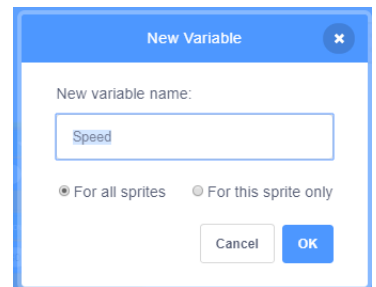 New Variable
New variable name:
Speed
For all sprites For this sprite only
Cancel OK